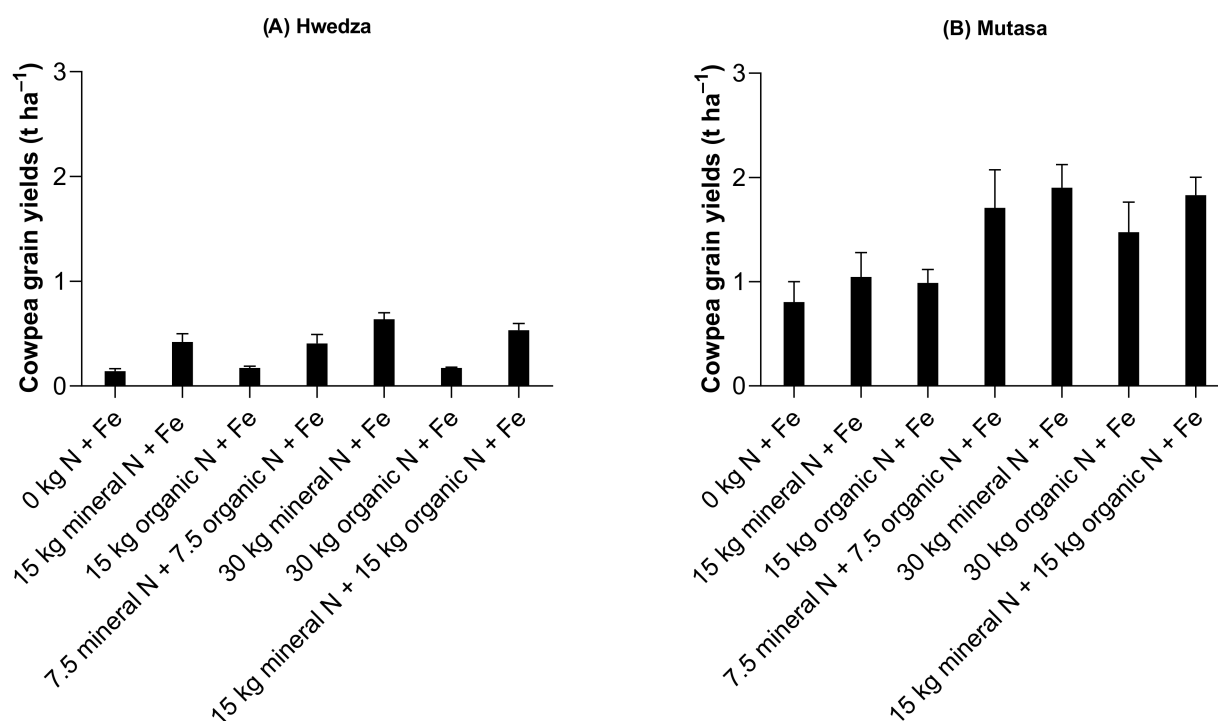 (A) Hwedza
Cowpea grain yields (t ha⁻¹)
3
2
1
0
0 kg N + Fe
15 kg mineral N + Fe
15 kg organic N + Fe
7.5 mineral N + 7.5 organic N + Fe
30 kg mineral N + Fe
30 kg organic N + Fe
15 kg mineral N + 15 kg organic N + Fe
(B) Mutasa
Cowpea grain yields (t ha⁻¹)
3
2
1
0
0 kg N + Fe
15 kg mineral N + Fe
15 kg organic N + Fe
7.5 mineral N + 7.5 organic N + Fe
30 kg mineral N + Fe
30 kg organic N + Fe
15 kg mineral N + 15 kg organic N + Fe